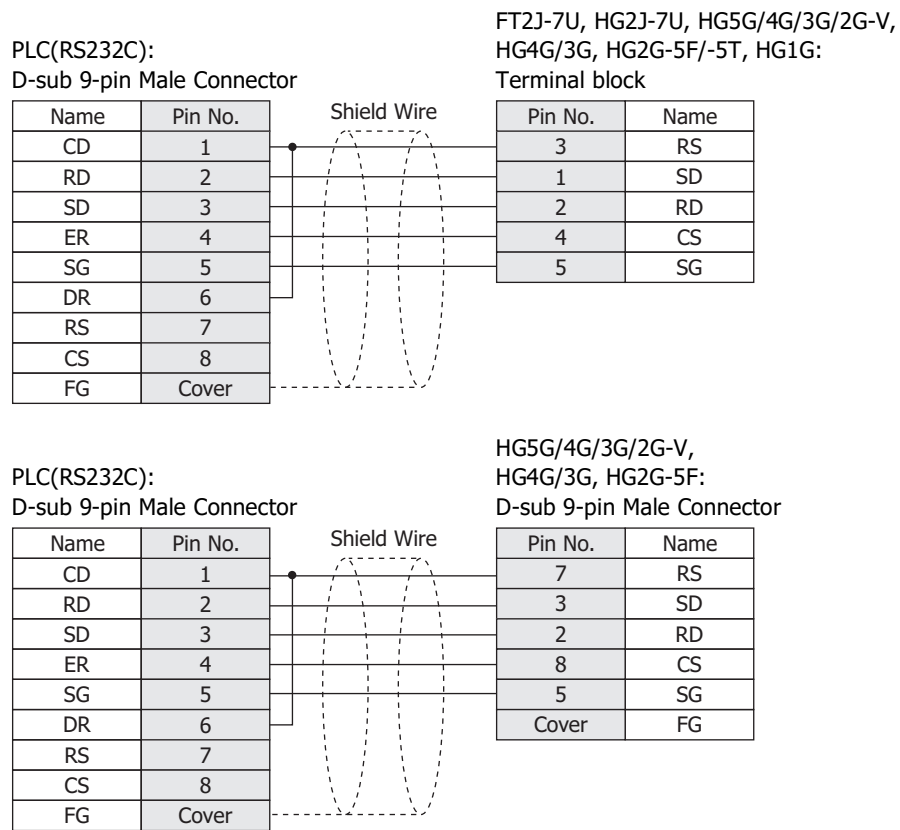 FT2J-7U, HG2J-7U, HG5G/4G/3G/2G-V,
PLC(RS232C): HG4G/3G, HG2G-5F/-5T, HG1G:
D-sub 9-pin Male Connector Terminal block
Name Pin No. Shield Wire Pin No. Name
CD 1 3 RS
RD 2 1 SD
SD 3 2 RD
ER 4 4 CS
SG 5 5 SG
DR 6
RS 7
CS 8
FG Cover
HG5G/4G/3G/2G-V,
PLC(RS232C): HG4G/3G, HG2G-5F:
D-sub 9-pin Male Connector D-sub 9-pin Male Connector
Name Pin No. Shield Wire Pin No. Name
CD 1 7 RS
RD 2 3 SD
SD 3 2 RD
ER 4 8 CS
SG 5 5 SG
DR 6 Cover FG
RS 7
CS 8
FG Cover